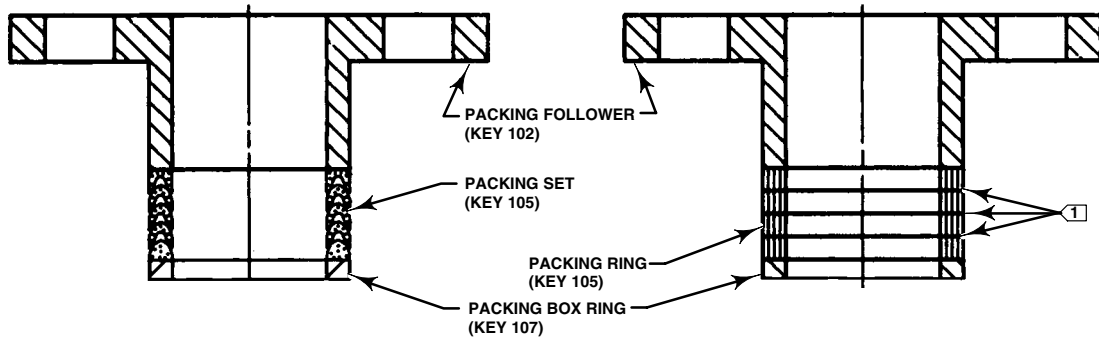 PACKING FOLLOWER
(KEY 102)
PACKING SET
(KEY 105)
1
PACKING RING
(KEY 105)
PACKING BOX RING
(KEY 107)